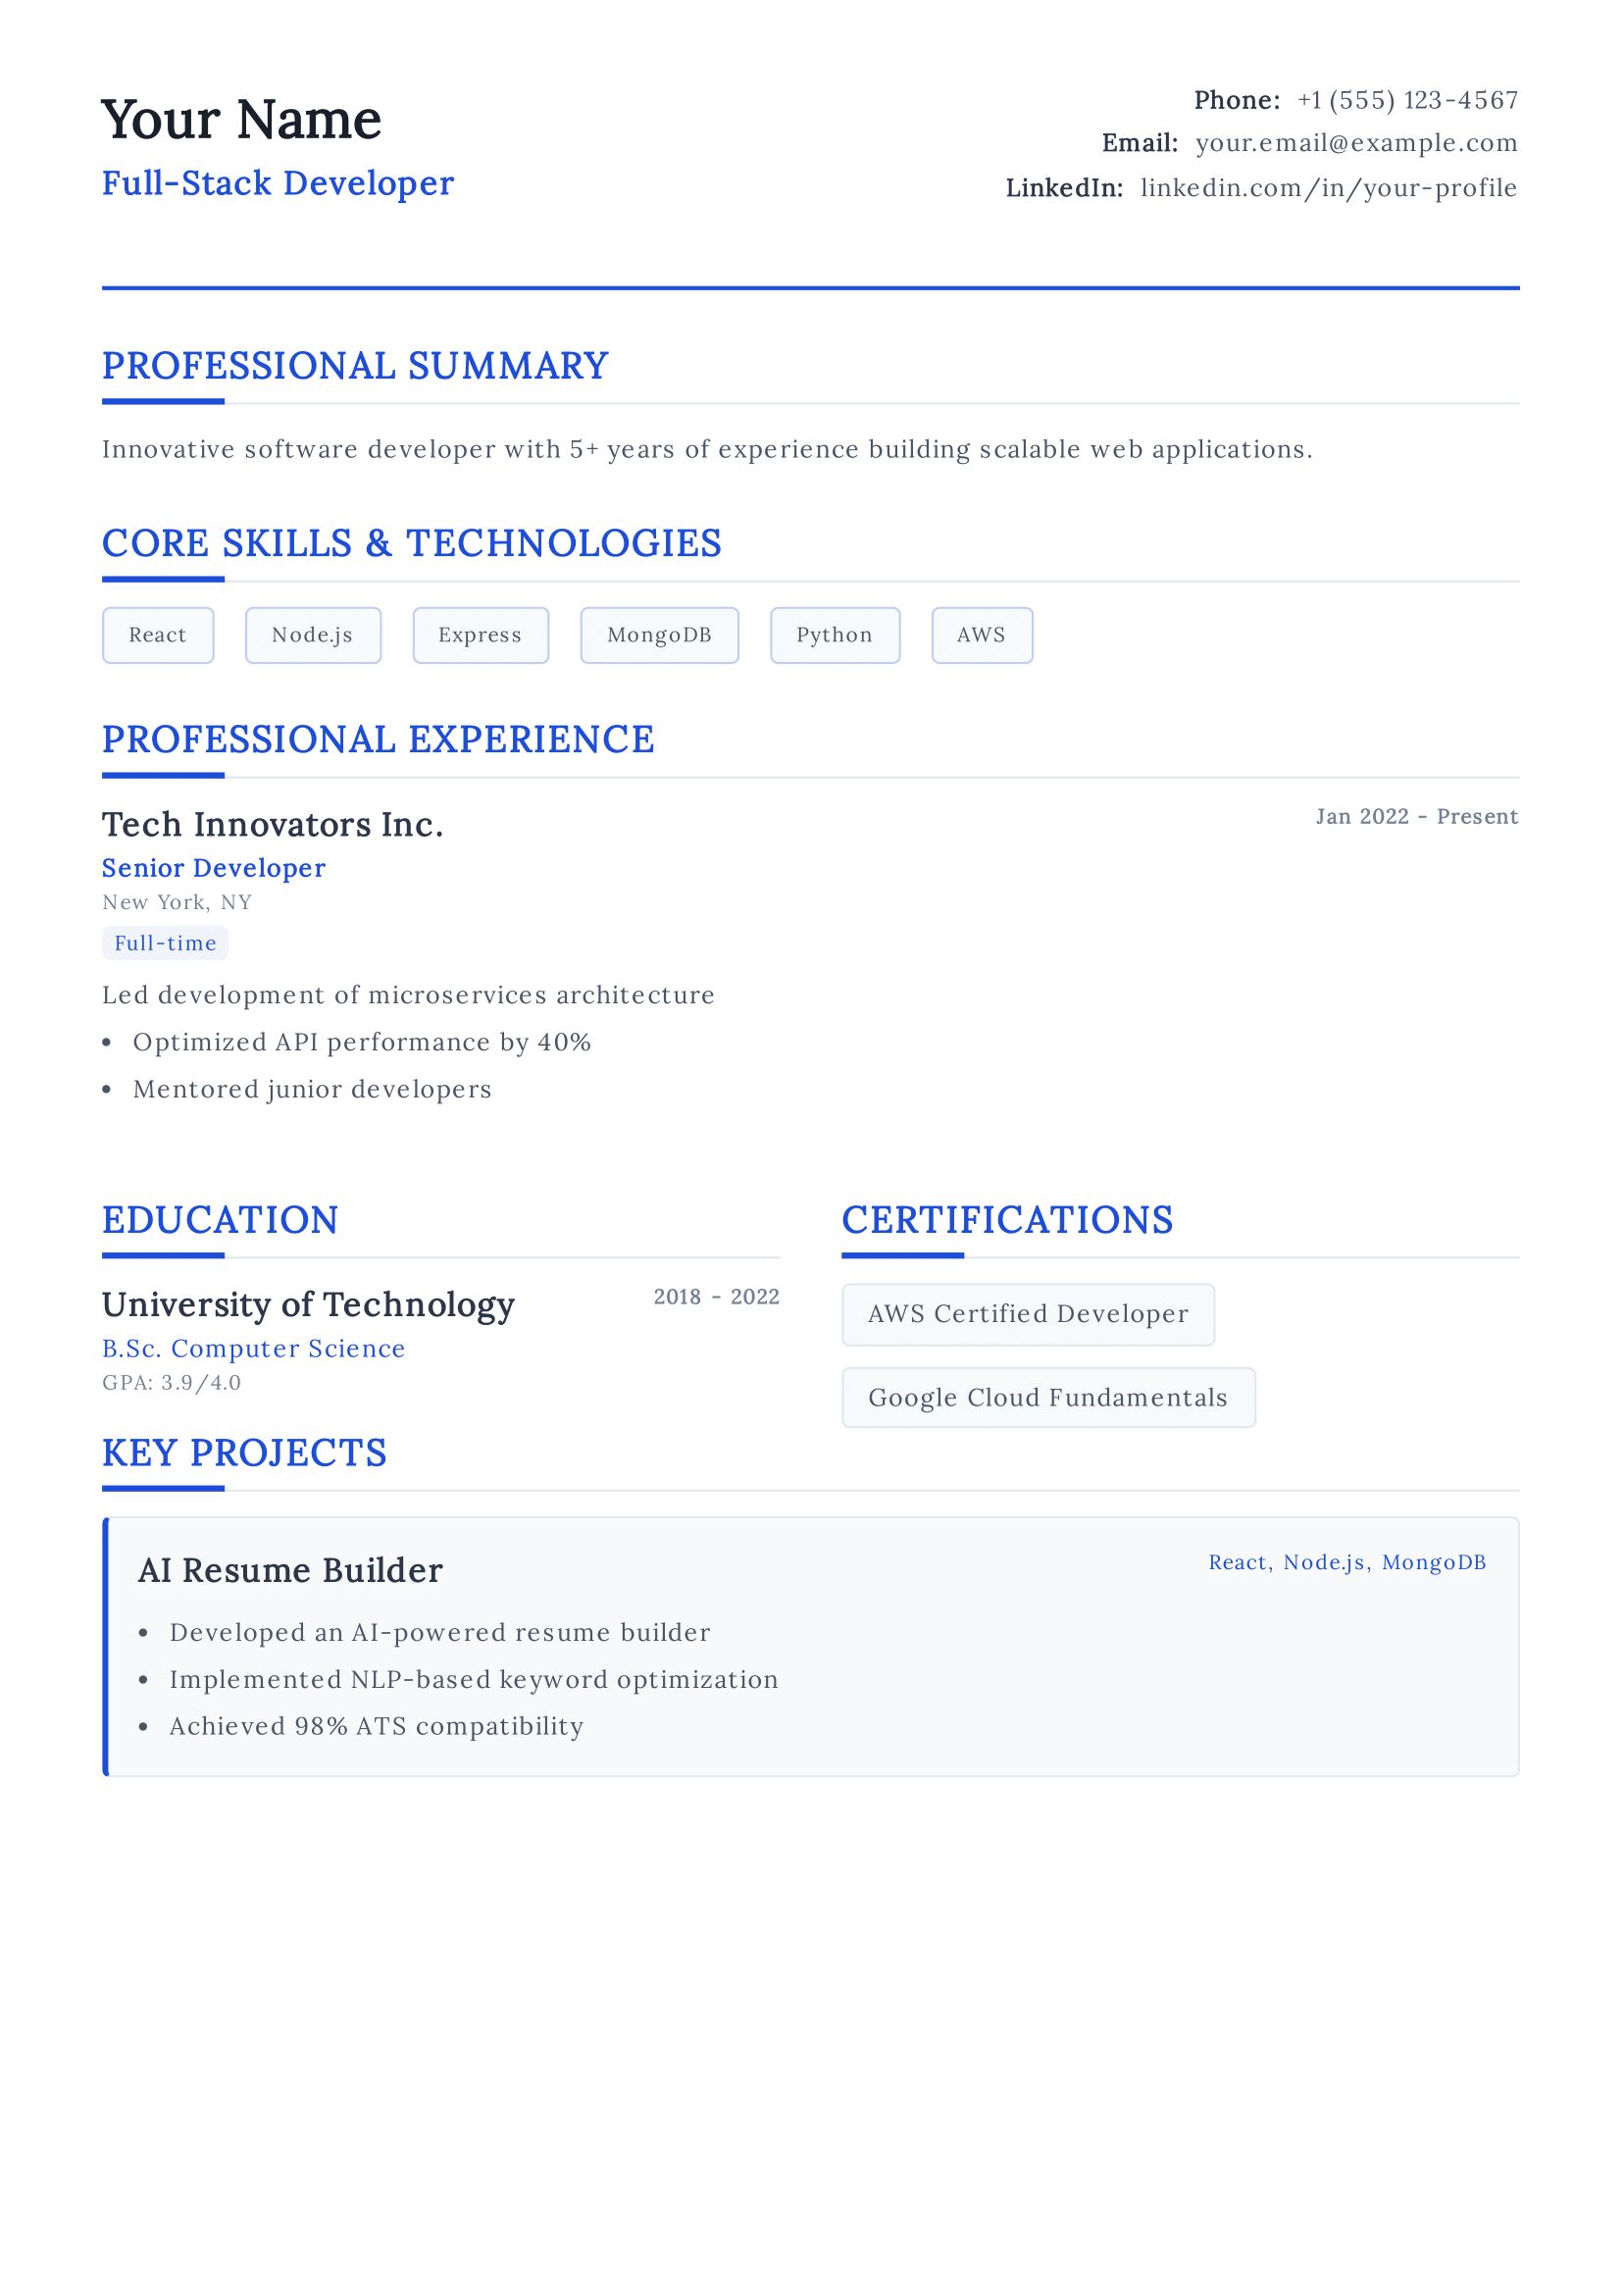 Your Name
Full-Stack Developer
Phone: +1 (555) 123-4567
Email: your.email@example.com
LinkedIn: linkedin.com/in/your-profile
PROFESSIONAL SUMMARY
Innovative software developer with 5+ years of experience building scalable web applications.
CORE SKILLS & TECHNOLOGIES
React Node.js Express MongoDB Python AWS
PROFESSIONAL EXPERIENCE
Tech Innovators Inc. Jan 2022 - Present
Senior Developer
New York, NY
Full-time
Led development of microservices architecture
• Optimized API performance by 40%
• Mentored junior developers
EDUCATION
University of Technology 2018 - 2022
B.Sc. Computer Science
GPA: 3.9/4.0
CERTIFICATIONS
AWS Certified Developer
Google Cloud Fundamentals
KEY PROJECTS
AI Resume Builder React, Node.js, MongoDB
• Developed an AI-powered resume builder
• Implemented NLP-based keyword optimization
• Achieved 98% ATS compatibility